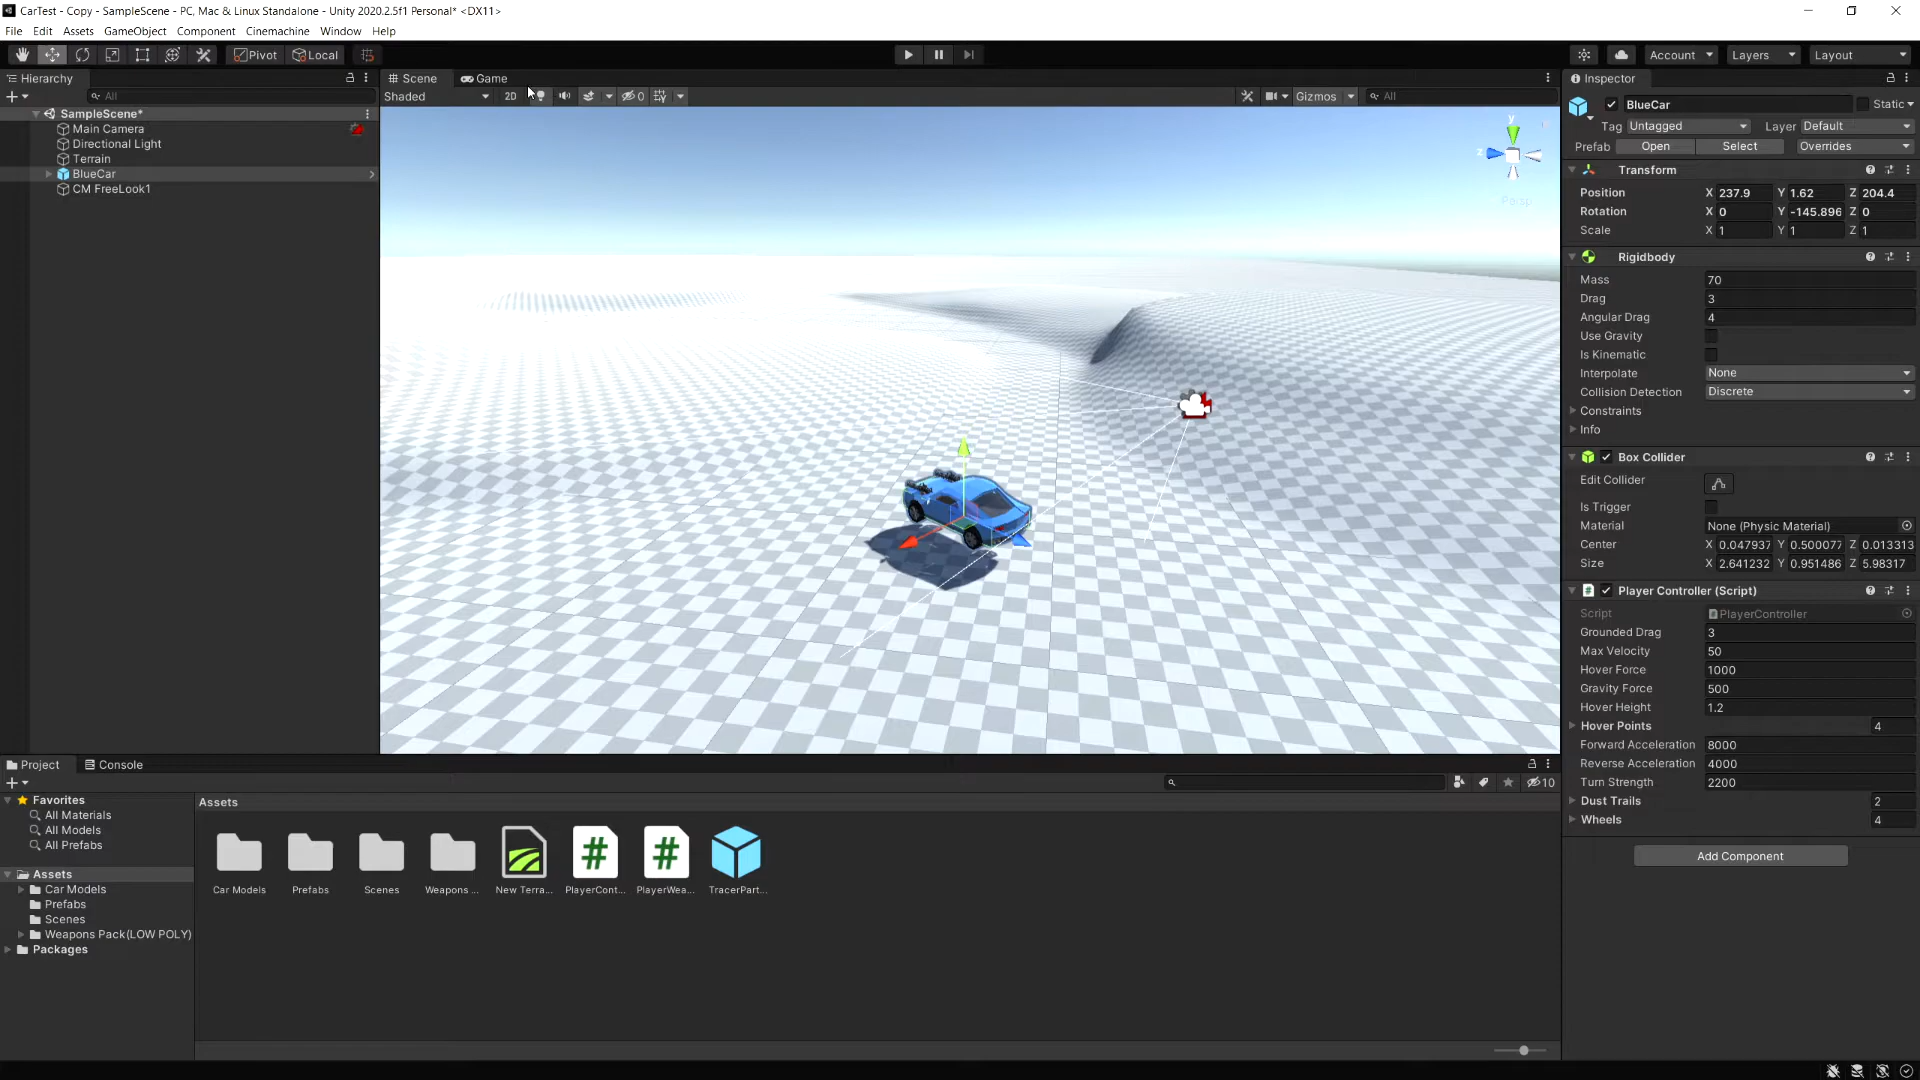 CarTest - Copy - SampleScene - PC, Mac & Linux Standalone - Unity 2020.2.5f1 Personal* <DX11>
File Edit Assets GameObject Component Cinemachine Window Help
Pivot Local Account Layers Layout
Hierarchy
All
SampleScene*
Main Camera
Directional Light
Terrain
BlueCar
CM FreeLook1
Scene Game
Shaded 2D 0 Gizmos All
y
z
Persp
Inspector
BlueCar Static
Tag Untagged Layer Default
Prefab Open Select Overrides
Transform
Position X 237.9 Y 1.62 Z 204.4
Rotation X 0 Y -145.896 Z 0
Scale X 1 Y 1 Z 1
Rigidbody
Mass 70
Drag 3
Angular Drag 4
Use Gravity
Is Kinematic
Interpolate None
Collision Detection Discrete
Constraints
Info
Box Collider
Edit Collider
Is Trigger
Material None (Physic Material)
Center X 0.047937 Y 0.500077 Z 0.013313
Size X 2.641232 Y 0.951486 Z 5.98317
# Player Controller (Script)
Script PlayerController
Grounded Drag 3
Max Velocity 50
Hover Force 1000
Gravity Force 500
Hover Height 1.2
Hover Points 4
Forward Acceleration 8000
Reverse Acceleration 4000
Turn Strength 2200
Dust Trails 2
Wheels 4
Add Component
Project Console
10
Favorites
All Materials
All Models
All Prefabs
Assets
Car Models
Prefabs
Scenes
Weapons Pack(LOW POLY)
Packages
Assets
# #
Car Models Prefabs Scenes Weapons ... New Terra... PlayerCont... PlayerWea... TracerPart...